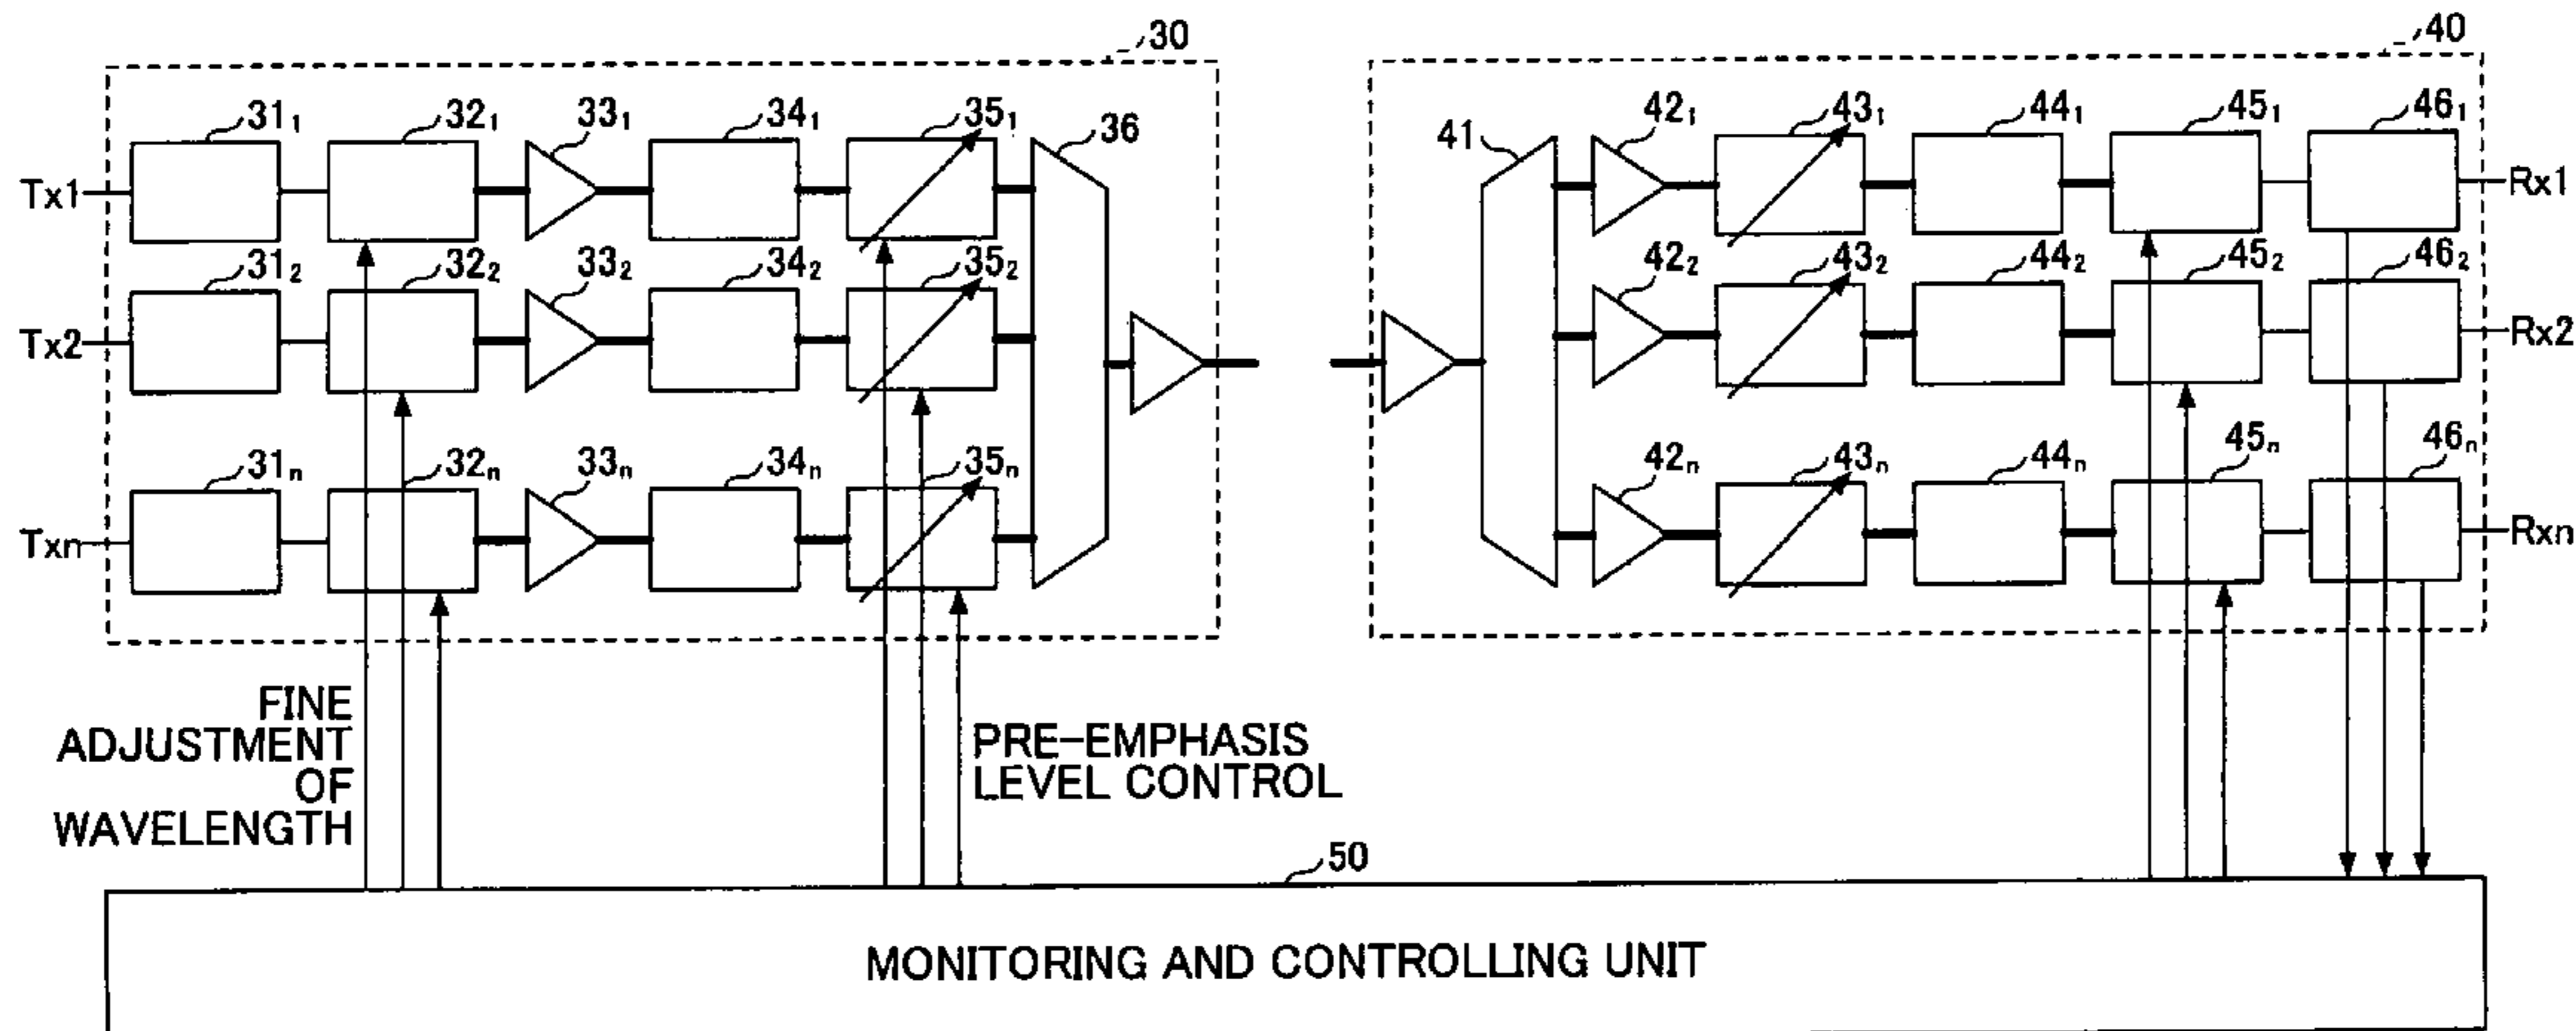 30
40
31₁
32₁
33₁
34₁
35₁
36
41
42₁
43₁
44₁
45₁
46₁
Tx1
Rx1
31₂
32₂
33₂
34₂
35₂
42₂
43₂
44₂
45₂
46₂
Tx2
Rx2
31ₙ
32ₙ
33ₙ
34ₙ
35ₙ
42ₙ
43ₙ
44ₙ
45ₙ
46ₙ
Txn
Rxn
FINE
ADJUSTMENT
OF
WAVELENGTH
PRE-EMPHASIS
LEVEL CONTROL
50
MONITORING AND CONTROLLING UNIT